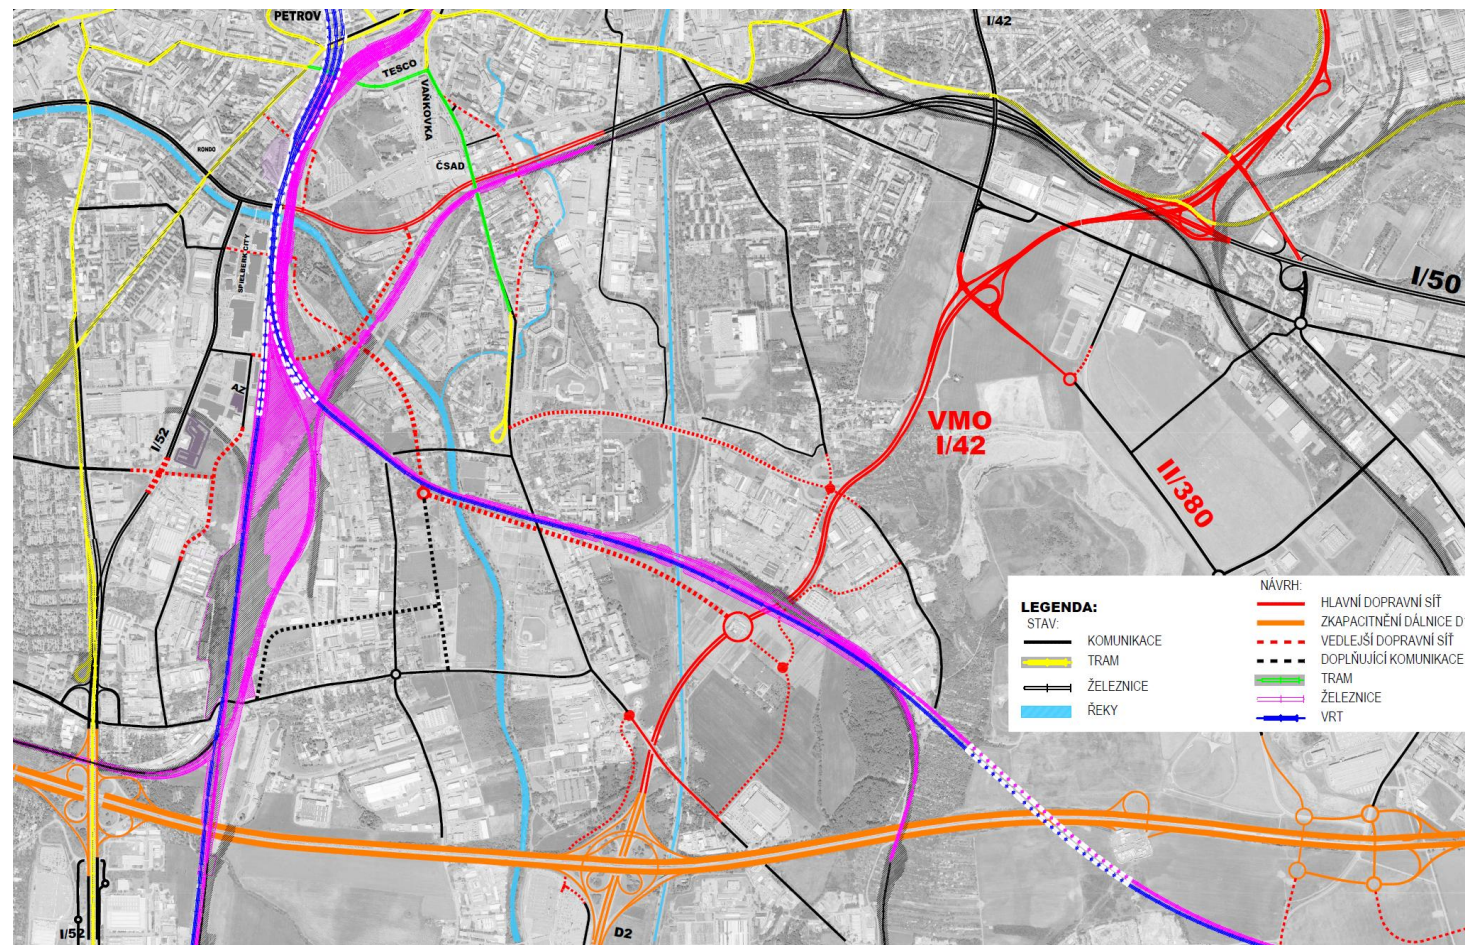 PETROV
I/42
TESCO
VAŇKOVKA
RONDO
ČSAD
SPIELBERK CITY
I/50
AZ
I/52
VMO
I/42
II/380
LEGENDA:
STAV:
KOMUNIKACE
TRAM
ŽELEZNICE
ŘEKY
NÁVRH:
HLAVNÍ DOPRAVNÍ SÍŤ
ZKAPACITNĚNÍ DÁLNICE D
VEDLEJŠÍ DOPRAVNÍ SÍŤ
DOPLŇUJÍCÍ KOMUNIKACE
TRAM
ŽELEZNICE
VRT
I/52
D2